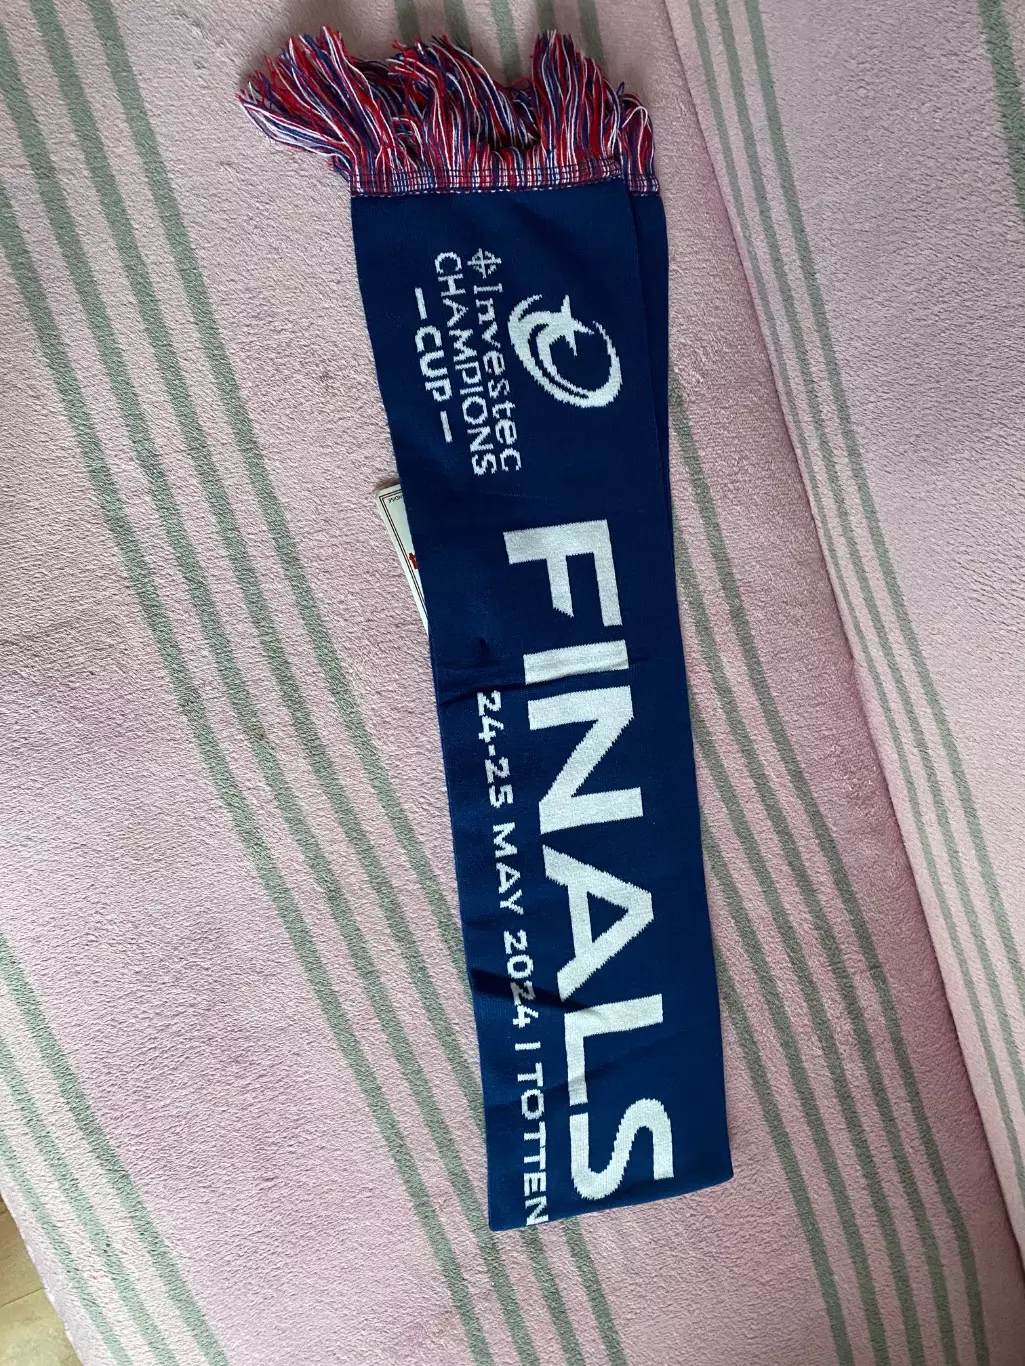 Investec
CHAMPIONS
CUP
FINALS
24-25 MAY 2024 | TOTTEN